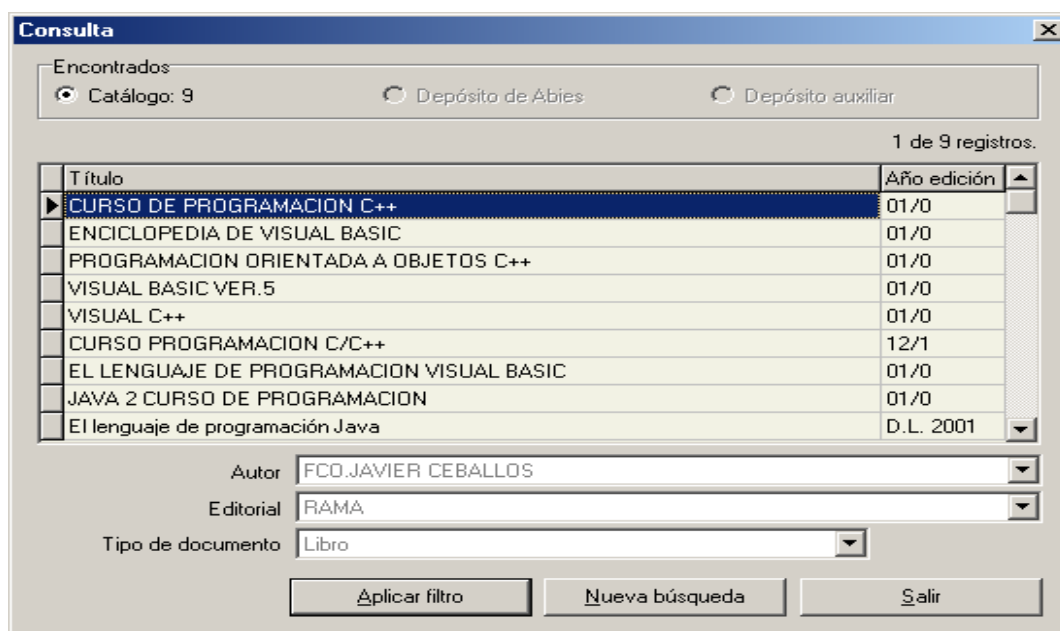 Consulta
Encontrados
Catálogo: 9 Depósito de Abies Depósito auxiliar
1 de 9 registros.
Título Año edición
CURSO DE PROGRAMACION C++ 01/0
ENCICLOPEDIA DE VISUAL BASIC 01/0
PROGRAMACION ORIENTADA A OBJETOS C++ 01/0
VISUAL BASIC VER.5 01/0
VISUAL C++ 01/0
CURSO PROGRAMACION C/C++ 12/1
EL LENGUAJE DE PROGRAMACION VISUAL BASIC 01/0
JAVA 2 CURSO DE PROGRAMACION 01/0
El lenguaje de programación Java D.L. 2001
Autor FCO.JAVIER CEBALLOS
Editorial RAMA
Tipo de documento Libro
Aplicar filtro Nueva búsqueda Salir